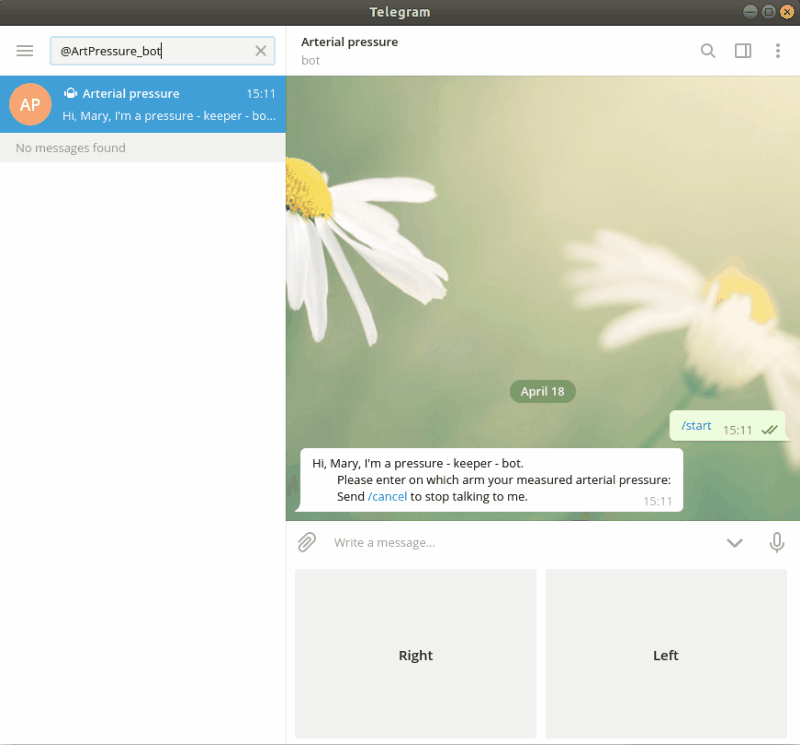 Telegram
@ArtPressure_bot
AP
Arterial pressure
15:11
Hi, Mary, I'm a pressure - keeper - bo...
No messages found
Arterial pressure
bot
April 18
/start
15:11
Hi, Mary, I'm a pressure - keeper - bot.
Please enter on which arm your measured arterial pressure:
Send /cancel to stop talking to me.
15:11
Write a message...
Right
Left